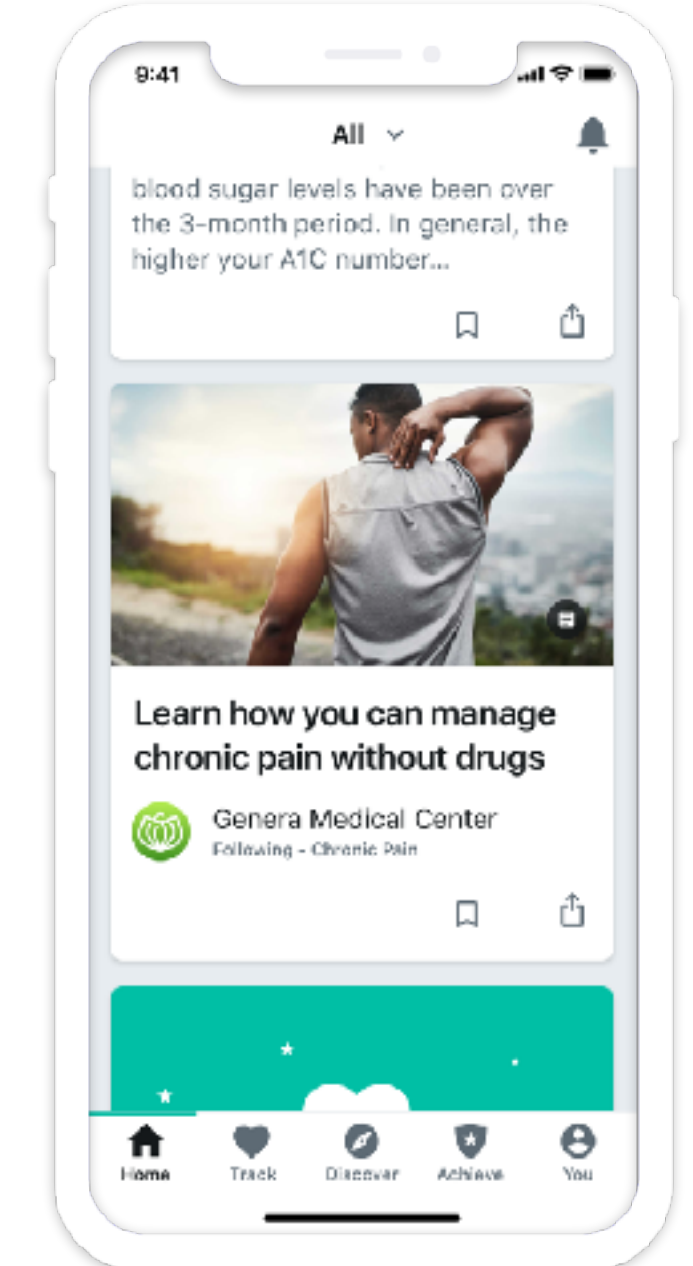 9:41
All
blood sugar levels have been over
the 3-month period. In general, the
higher your A1C number...
Learn how you can manage
chronic pain without drugs
Genera Medical Center
Following - Chronic Pain
Home Track Discover Achieve You